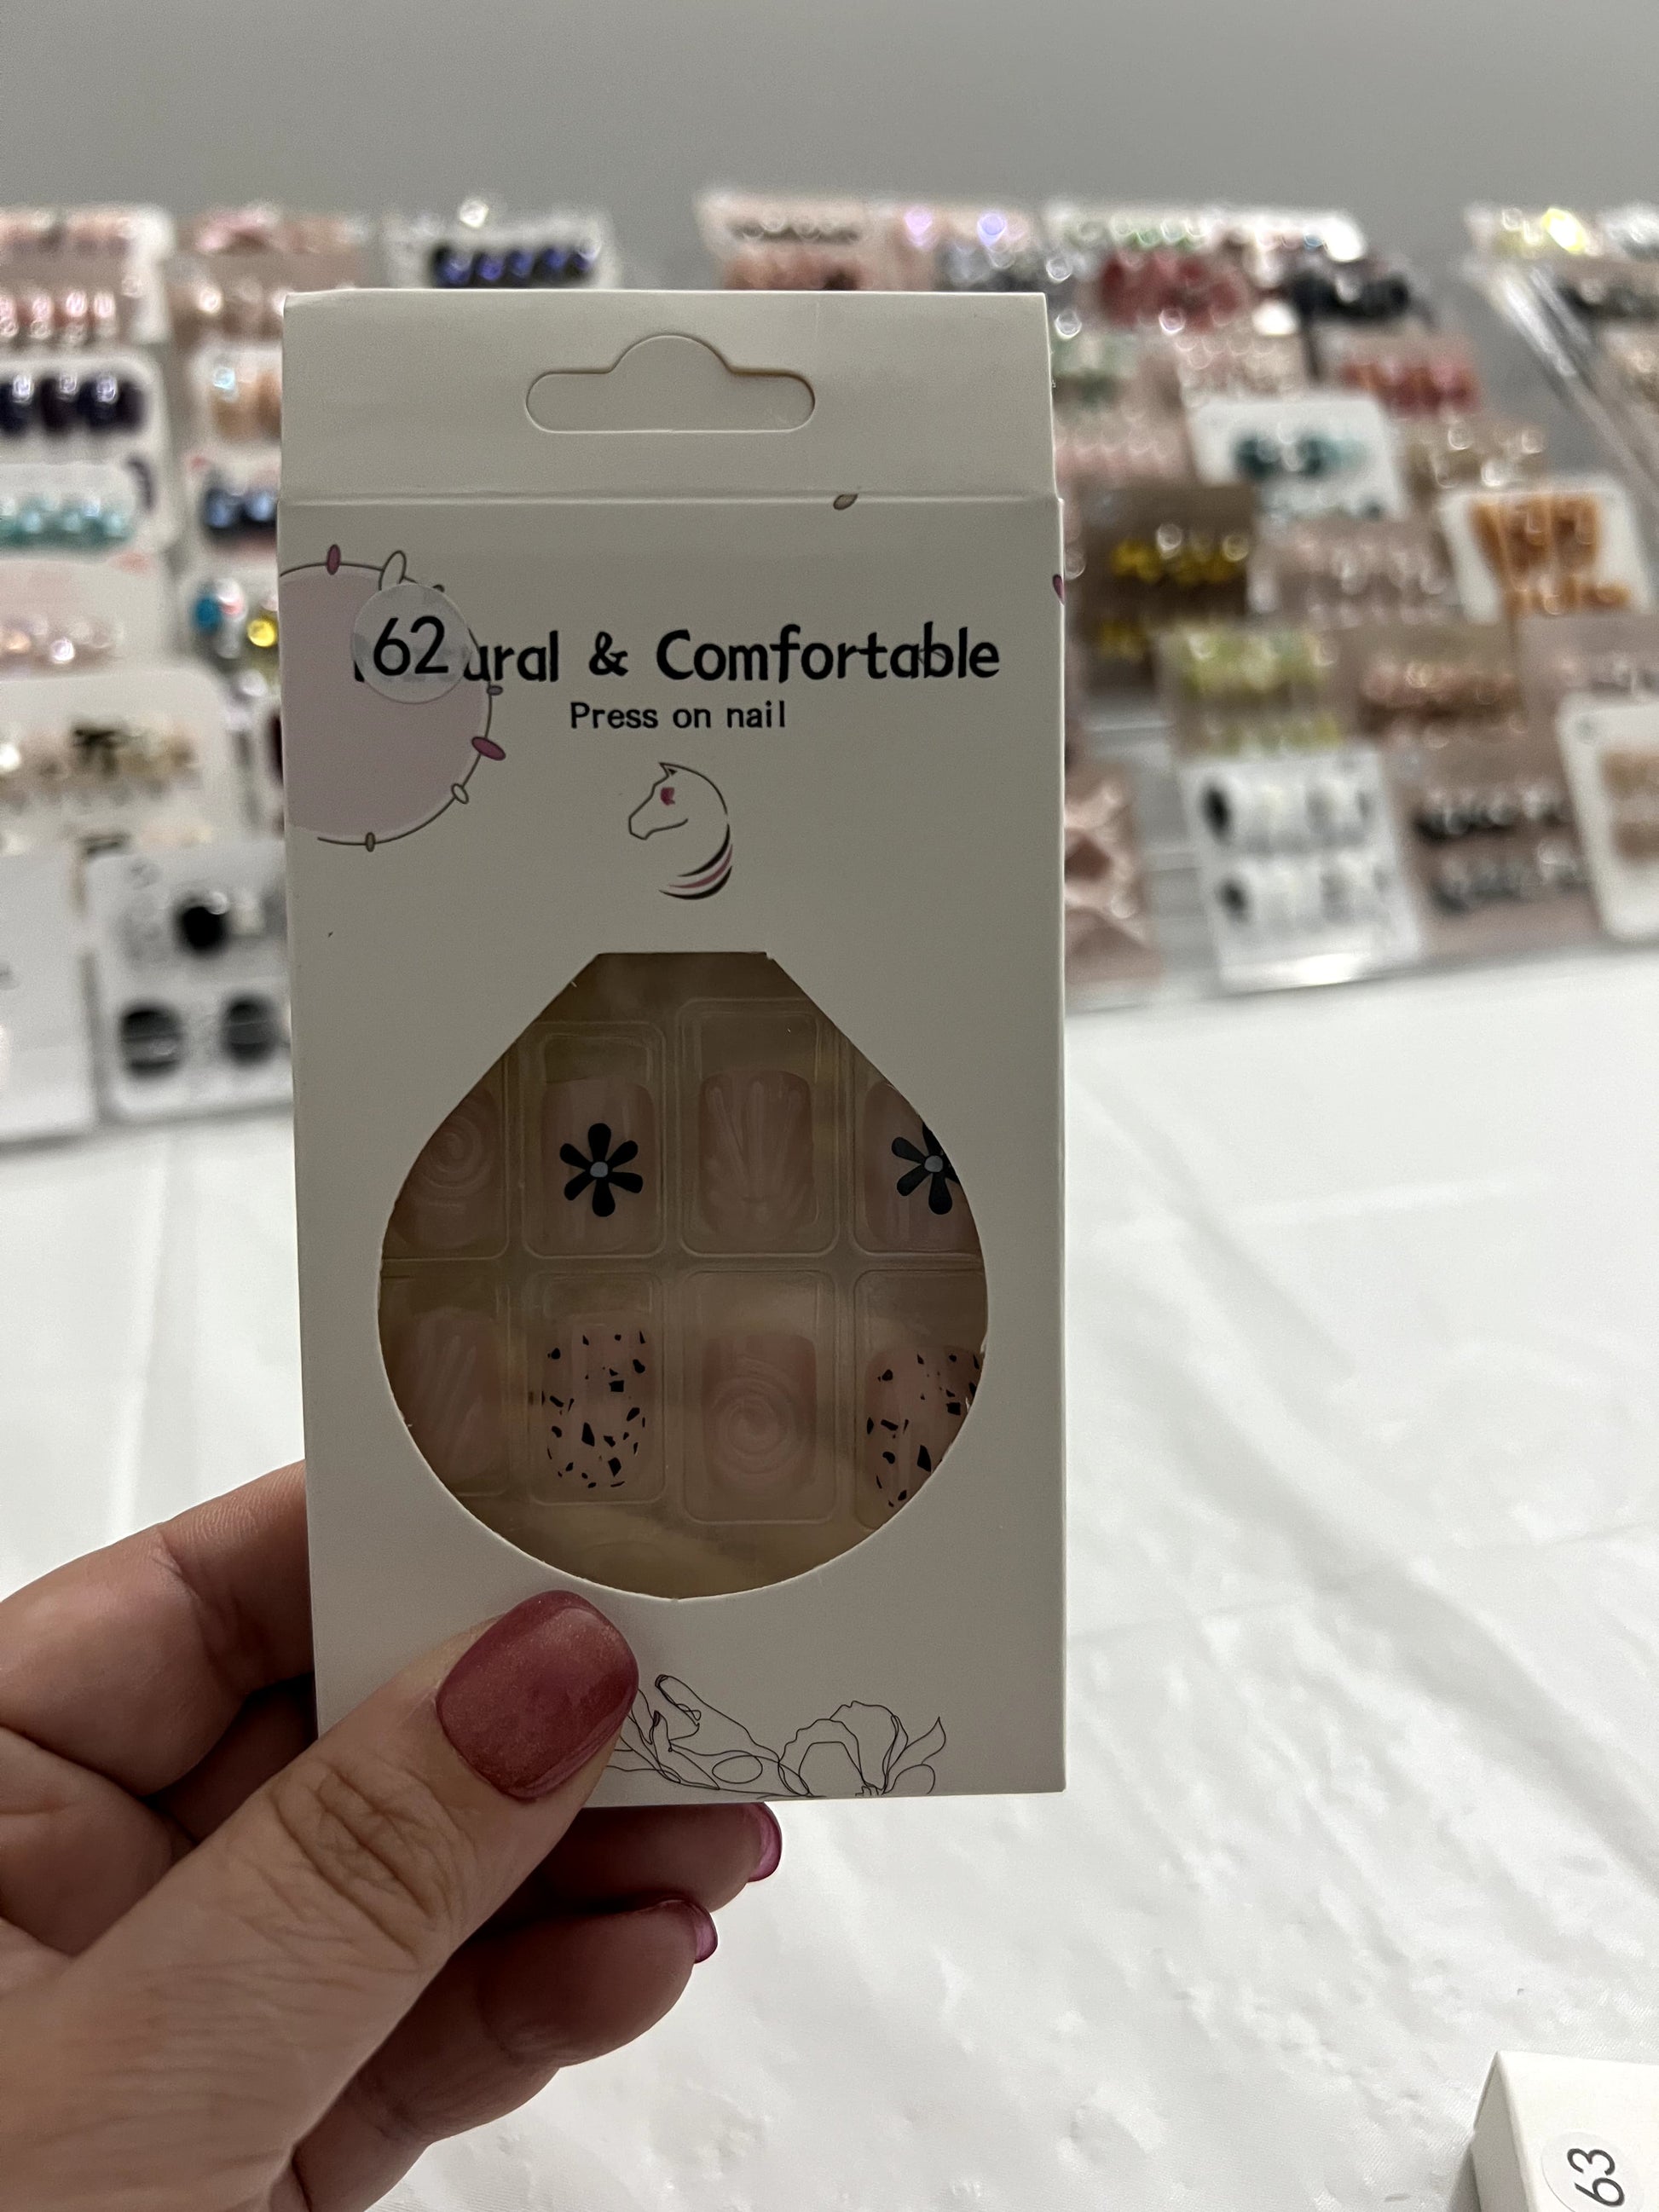 62
ural & Comfortable
Press on nail
63